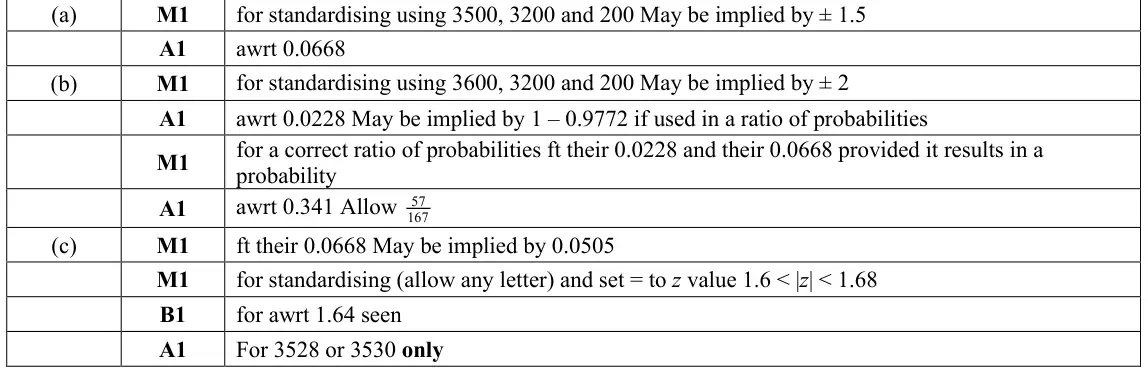 (a) M1 for standardising using 3500, 3200 and 200 May be implied by ± 1.5
A1 awrt 0.0668
(b) M1 for standardising using 3600, 3200 and 200 May be implied by ± 2
A1 awrt 0.0228 May be implied by 1 – 0.9772 if used in a ratio of probabilities
M1 for a correct ratio of probabilities ft their 0.0228 and their 0.0668 provided it results in a
probability
A1 awrt 0.341 Allow 57/167
(c) M1 ft their 0.0668 May be implied by 0.0505
M1 for standardising (allow any letter) and set = to z value 1.6 < |z| < 1.68
B1 for awrt 1.64 seen
A1 For 3528 or 3530 only